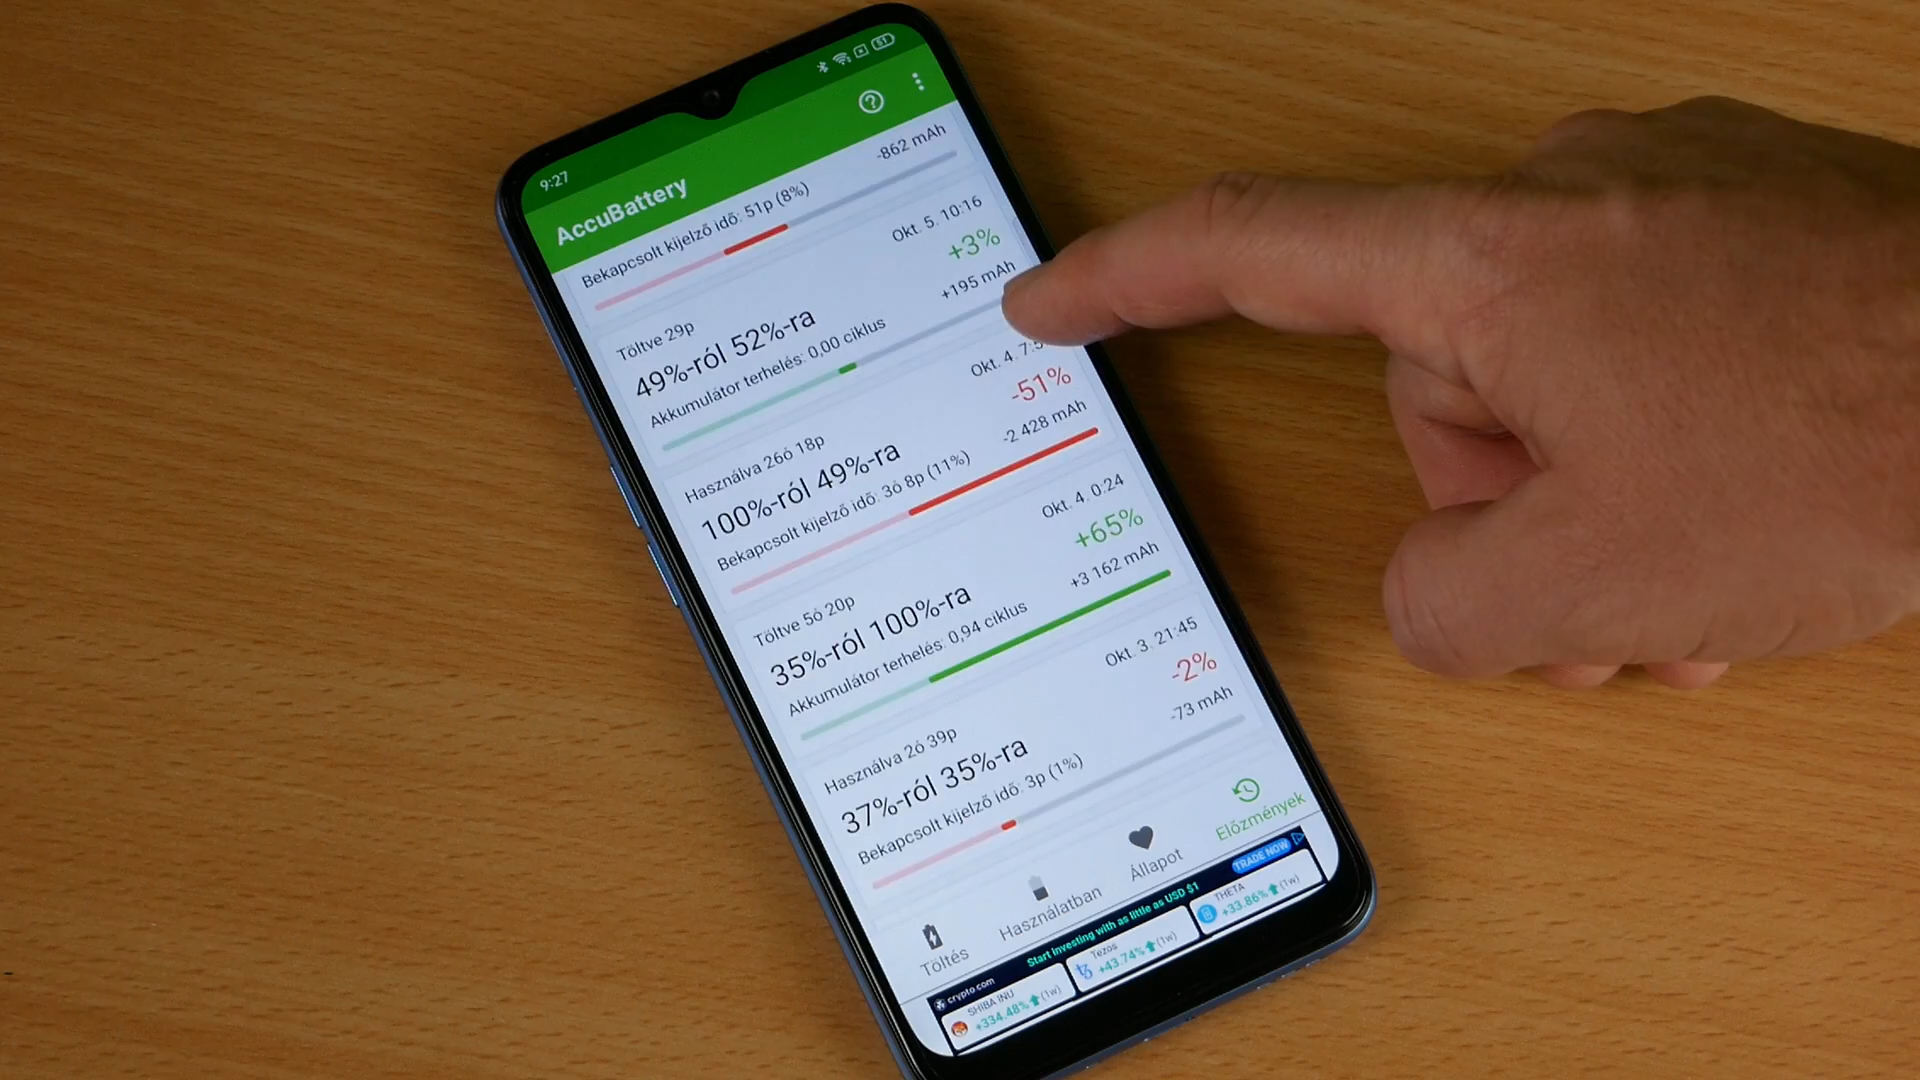 9:27
51
AccuBattery
-862 mAh
Bekapcsolt kijelző idő: 51p (8%)
Okt. 5. 10:16
Töltve 29p
+3%
49%-ról 52%-ra
+195 mAh
Akkumulátor terhelés: 0,00 ciklus
Okt. 4. 7:5
Használva 26ó 18p
-51%
100%-ról 49%-ra
-2 428 mAh
Bekapcsolt kijelző idő: 3ó 8p (11%)
Okt. 4. 0:24
Töltve 5ó 20p
+65%
35%-ról 100%-ra
+3 162 mAh
Akkumulátor terhelés: 0,94 ciklus
Okt. 3. 21:45
Használva 2ó 39p
-2%
37%-ról 35%-ra
-73 mAh
Bekapcsolt kijelző idő: 3p (1%)
Töltés
Használatban
Állapot
Előzmények
crypto.com
Start investing with as little as USD $1
TRADE NOW
SHIBA INU
+334.48% (1w)
Tezos
+43.74% (1w)
THETA
+33.86% (1w)